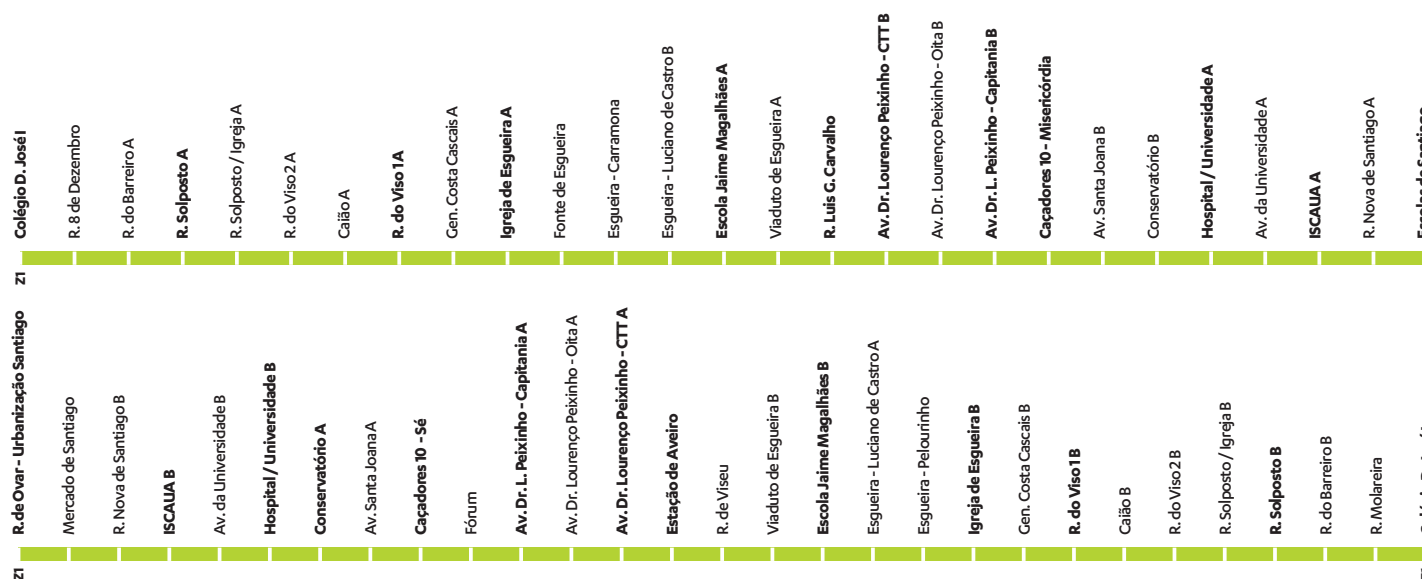 Colégio D. José I
R. 8 de Dezembro
R. do Barreiro A
R. Solposto A
R. Solposto / Igreja A
R. do Viso 2 A
Caião A
R. do Viso 1 A
Gen. Costa Cascais A
Igreja de Esgueira A
Fonte de Esgueira
Esgueira - Carramona
Esgueira - Luciano de Castro B
Escola Jaime Magalhães A
Viaduto de Esgueira A
R. Luis G. Carvalho
Av. Dr. Lourenço Peixinho - CTT B
Av. Dr. Lourenço Peixinho - Oita B
Av. Dr. L. Peixinho - Capitania B
Caçadores 10 - Misericórdia
Av. Santa Joana B
Conservatório B
Hospital / Universidade A
Av. da Universidade A
ISCAUA A
R. Nova de Santiago A
Z1
R. de Ovar - Urbanização Santiago
Mercado de Santiago
R. Nova de Santiago B
ISCAUA B
Av. da Universidade B
Hospital / Universidade B
Conservatório A
Av. Santa Joana A
Caçadores 10 - Sé
Fórum
Av. Dr. L. Peixinho - Capitania A
Av. Dr. Lourenço Peixinho - Oita A
Av. Dr. Lourenço Peixinho - CTT A
Estação de Aveiro
R. de Viseu
Viaduto de Esgueira B
Escola Jaime Magalhães B
Esgueira - Luciano de Castro A
Esgueira - Pelourinho
Igreja de Esgueira B
Gen. Costa Cascais B
R. do Viso 1 B
Caião B
R. do Viso 2 B
R. Solposto / Igreja B
R. Solposto B
R. do Barreiro B
R. Molareira
Z1